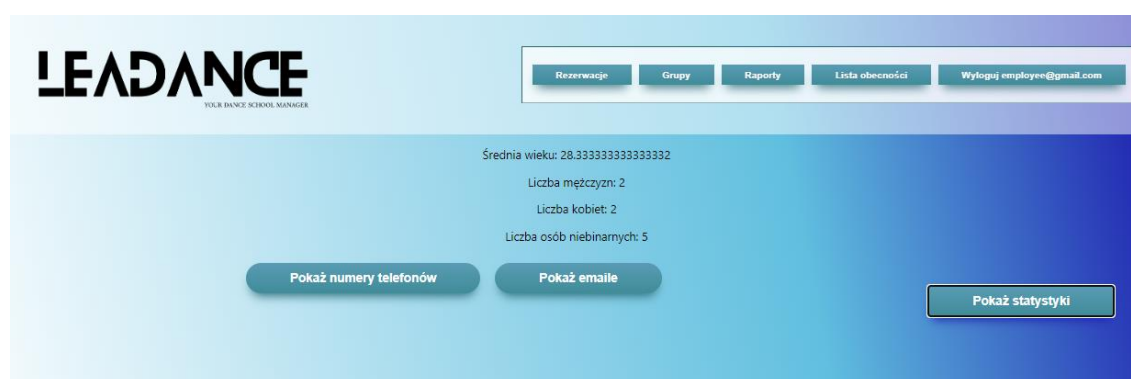 LEADANCE
YOUR DANCE SCHOOL MANAGER
Rezerwacje Grupy Raporty Lista obecności Wyloguj employee@gmail.com
Średnia wieku: 28.333333333333332
Liczba mężczyzn: 2
Liczba kobiet: 2
Liczba osób niebinarnych: 5
Pokaż numery telefonów Pokaż emaile
Pokaż statystyki